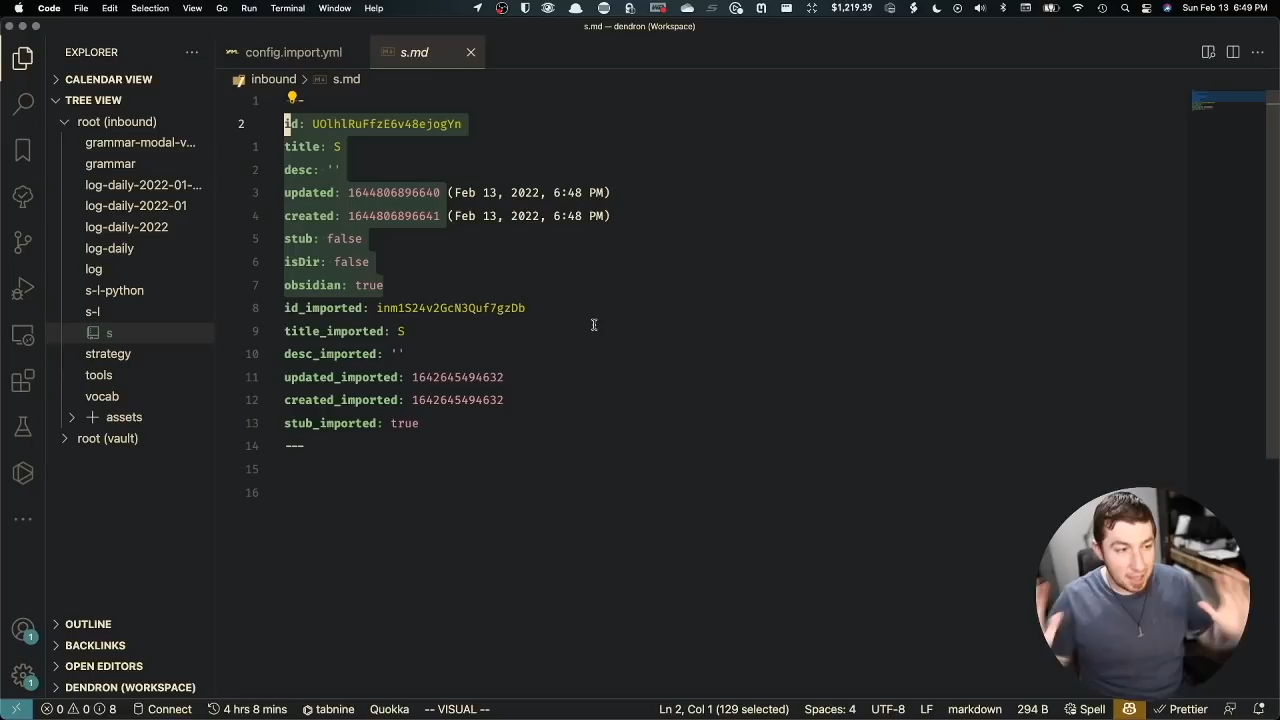 Code File Edit Selection View Go Run Terminal Window Help $1,219.39 Sun Feb 13 6:49 PM
s.md — dendron (Workspace)
EXPLORER
config.import.yml
s.md
CALENDAR VIEW
inbound > s.md
TREE VIEW
root (inbound)
grammar-modal-v...
grammar
log-daily-2022-01-...
log-daily-2022-01
log-daily-2022
log-daily
log
s-l-python
s-l
s
strategy
tools
vocab
assets
root (vault)
OUTLINE
BACKLINKS
OPEN EDITORS
DENDRON (WORKSPACE)
1 ---
2 id: UOlhlRuFfzE6v48ejogYn
1 title: S
2 desc: ''
3 updated: 1644806896640 (Feb 13, 2022, 6:48 PM)
4 created: 1644806896641 (Feb 13, 2022, 6:48 PM)
5 stub: false
6 isDir: false
7 obsidian: true
8 id_imported: inm1S24v2GcN3Quf7gzDb
9 title_imported: S
10 desc_imported: ''
11 updated_imported: 1642645494632
12 created_imported: 1642645494632
13 stub_imported: true
14 ---
15
16
1
1
0 0 8 Connect 4 hrs 8 mins tabnine Quokka -- VISUAL -- Ln 2, Col 1 (129 selected) Spaces: 4 UTF-8 LF markdown 294 B Spell Prettier